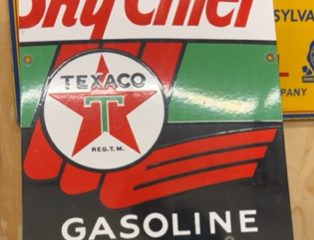 Sky Chief
SYLVA
TEXACO
T
REG. T. M.
PANY
GASOLINE